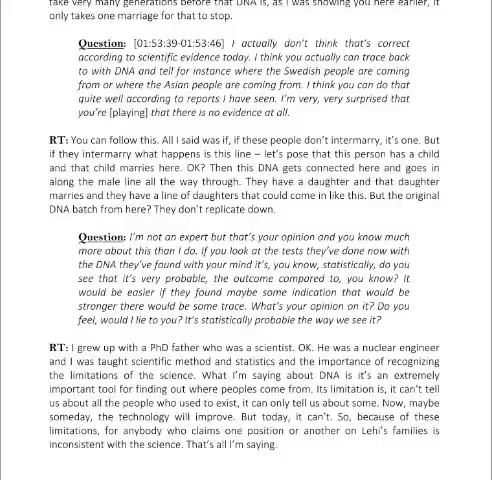 take very many generations before that DNA is, as I was showing you here earlier, it
only takes one marriage for that to stop.
Question: [01:53:39-01:53:46] I actually don't think that's correct
according to scientific evidence today. I think you actually can trace back
to with DNA and tell for instance where the Swedish people are coming
from or where the Asian people are coming from. I think you can do that
quite well according to reports I have seen. I'm very, very surprised that
you're [playing] that there is no evidence at all.
RT: You can follow this. All I said was if, if these people don't intermarry, it's one. But
if they intermarry what happens is this line – let's pose that this person has a child
and that child marries here. OK? Then this DNA gets connected here and goes in
along the male line all the way through. They have a daughter and that daughter
marries and they have a line of daughters that could come in like this. But the original
DNA batch from here? They don't replicate down.
Question: I'm not an expert but that's your opinion and you know much
more about this than I do. If you look at the tests they've done now with
the DNA they've found with your mind it's, you know, statistically, do you
see that it's very probable, the outcome compared to, you know? It
would be easier if they found maybe some indication that would be
stronger there would be some trace. What's your opinion on it? Do you
feel, would I lie to you? It's statistically probable the way we see it?
RT: I grew up with a PhD father who was a scientist. OK. He was a nuclear engineer
and I was taught scientific method and statistics and the importance of recognizing
the limitations of the science. What I'm saying about DNA is it's an extremely
important tool for finding out where peoples come from. Its limitation is, it can't tell
us about all the people who used to exist, it can only tell us about some. Now, maybe
someday, the technology will improve. But today, it can't. So, because of these
limitations, for anybody who claims one position or another on Lehi's families is
inconsistent with the science. That's all I'm saying.